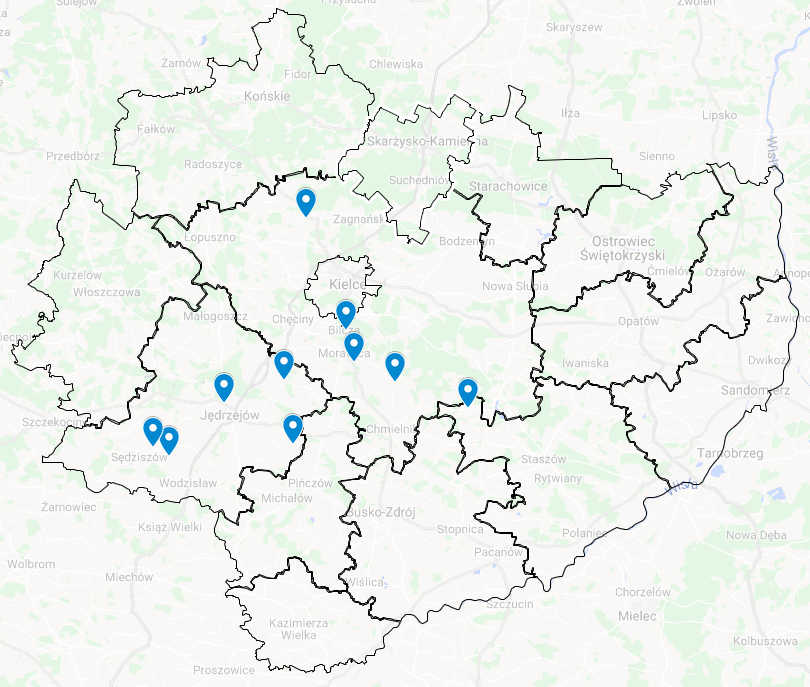 Sulejów
Przysucha
Zwoleń
Skaryszew
Żarnów
Fidor
Chlewiska
Końskie
Iłża
Lipsko
Fałków
Skarżysko-Kamienna
Przedbórz
Radoszyce
Sienno
Suchedniów
Starachowice
Zagnańsk
Łopuszno
Bodzentyn
Ostrowiec
Świętokrzyski
Kurzelów
Ćmielów
Ożarów
Kielce
Włoszczowa
Nowa Słupia
Małogoszcz
Chęciny
Opatów
Bilcza
Morawica
Iwaniska
Dwikozy
Sandomierz
Jędrzejów
Szczekociny
Chmielnik
Sędziszów
Staszów
Tarnobrzeg
Wodzisław
Pińczów
Rytwiany
Wisła
Michałów
Żarnowiec
Busko-Zdrój
Książ Wielki
Stopnica
Połaniec
Nowa Dęba
Pacanów
Wolbrom
Miechów
Wiślica
Chorzelów
Szczucin
Mielec
Kazimierza
Wielka
Kolbuszowa
Proszowice